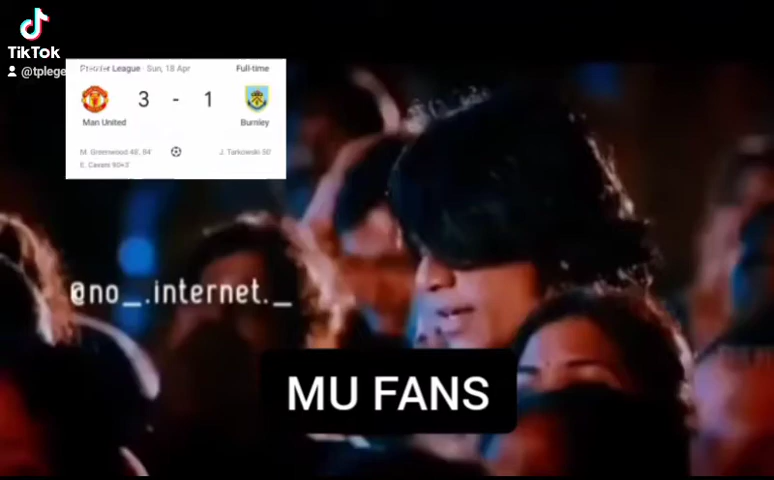 TikTok
@tplege
Premier League · Sun, 18 Apr Full-time
3 - 1
Man United Burnley
M. Greenwood 48', 84' J. Tarkowski 50'
E. Cavani 90+3'
@no_.internet._
MU FANS